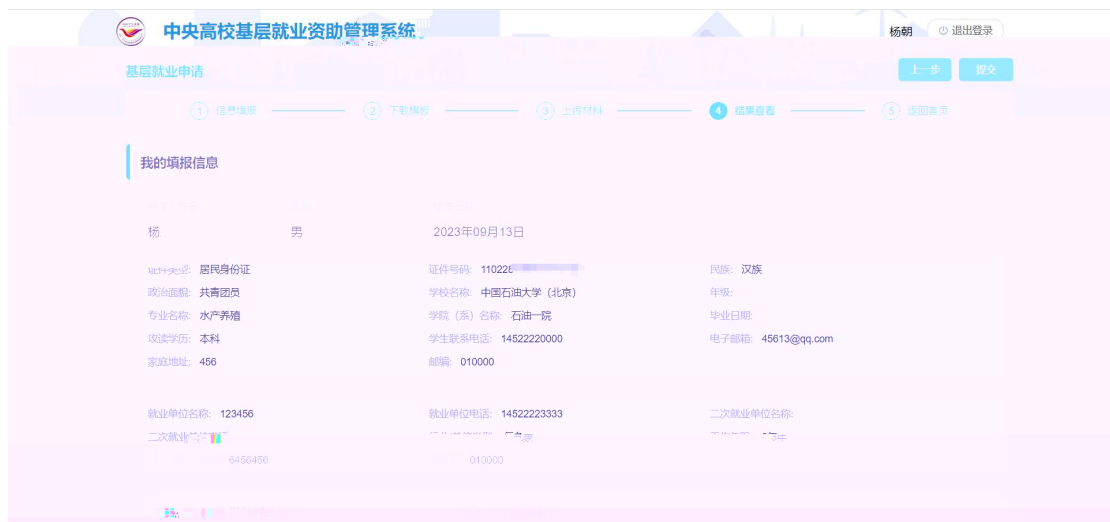 中央高校基层就业资助管理系统
杨朝 退出登录
基层就业申请 上一步 提交
1 信息填报 2 下载模板 3 上传材料 4 结果查看 5 返回首页
我的填报信息
杨 男 2023年09月13日
证件类型: 居民身份证 证件号码: 110228 民族: 汉族
政治面貌: 共青团员 学校名称: 中国石油大学(北京) 年级:
专业名称: 水产养殖 学院(系)名称: 石油一院 毕业日期:
攻读学历: 本科 学生联系电话: 14522220000 电子邮箱: 45613@qq.com
家庭地址: 456 邮编: 010000
就业单位名称: 123456 就业单位电话: 14522223333 二次就业单位名称:
二次就业
6456456 010000